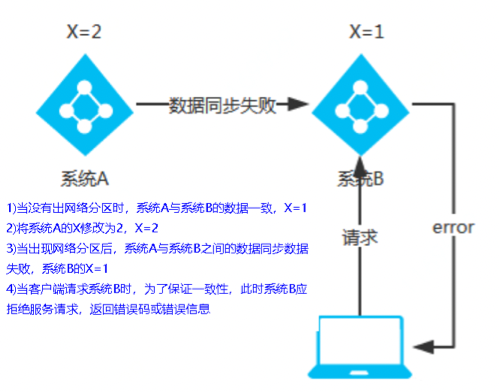 X=2
X=1
数据同步失败
系统A
系统B
1)当没有出网络分区时，系统A与系统B的数据一致，X=1
2)将系统A的X修改为2，X=2
3)当出现网络分区后，系统A与系统B之间的数据同步数据
失败，系统B的X=1
4)当客户端请求系统B时，为了保证一致性，此时系统B应
拒绝服务请求，返回错误码或错误信息
请求
error